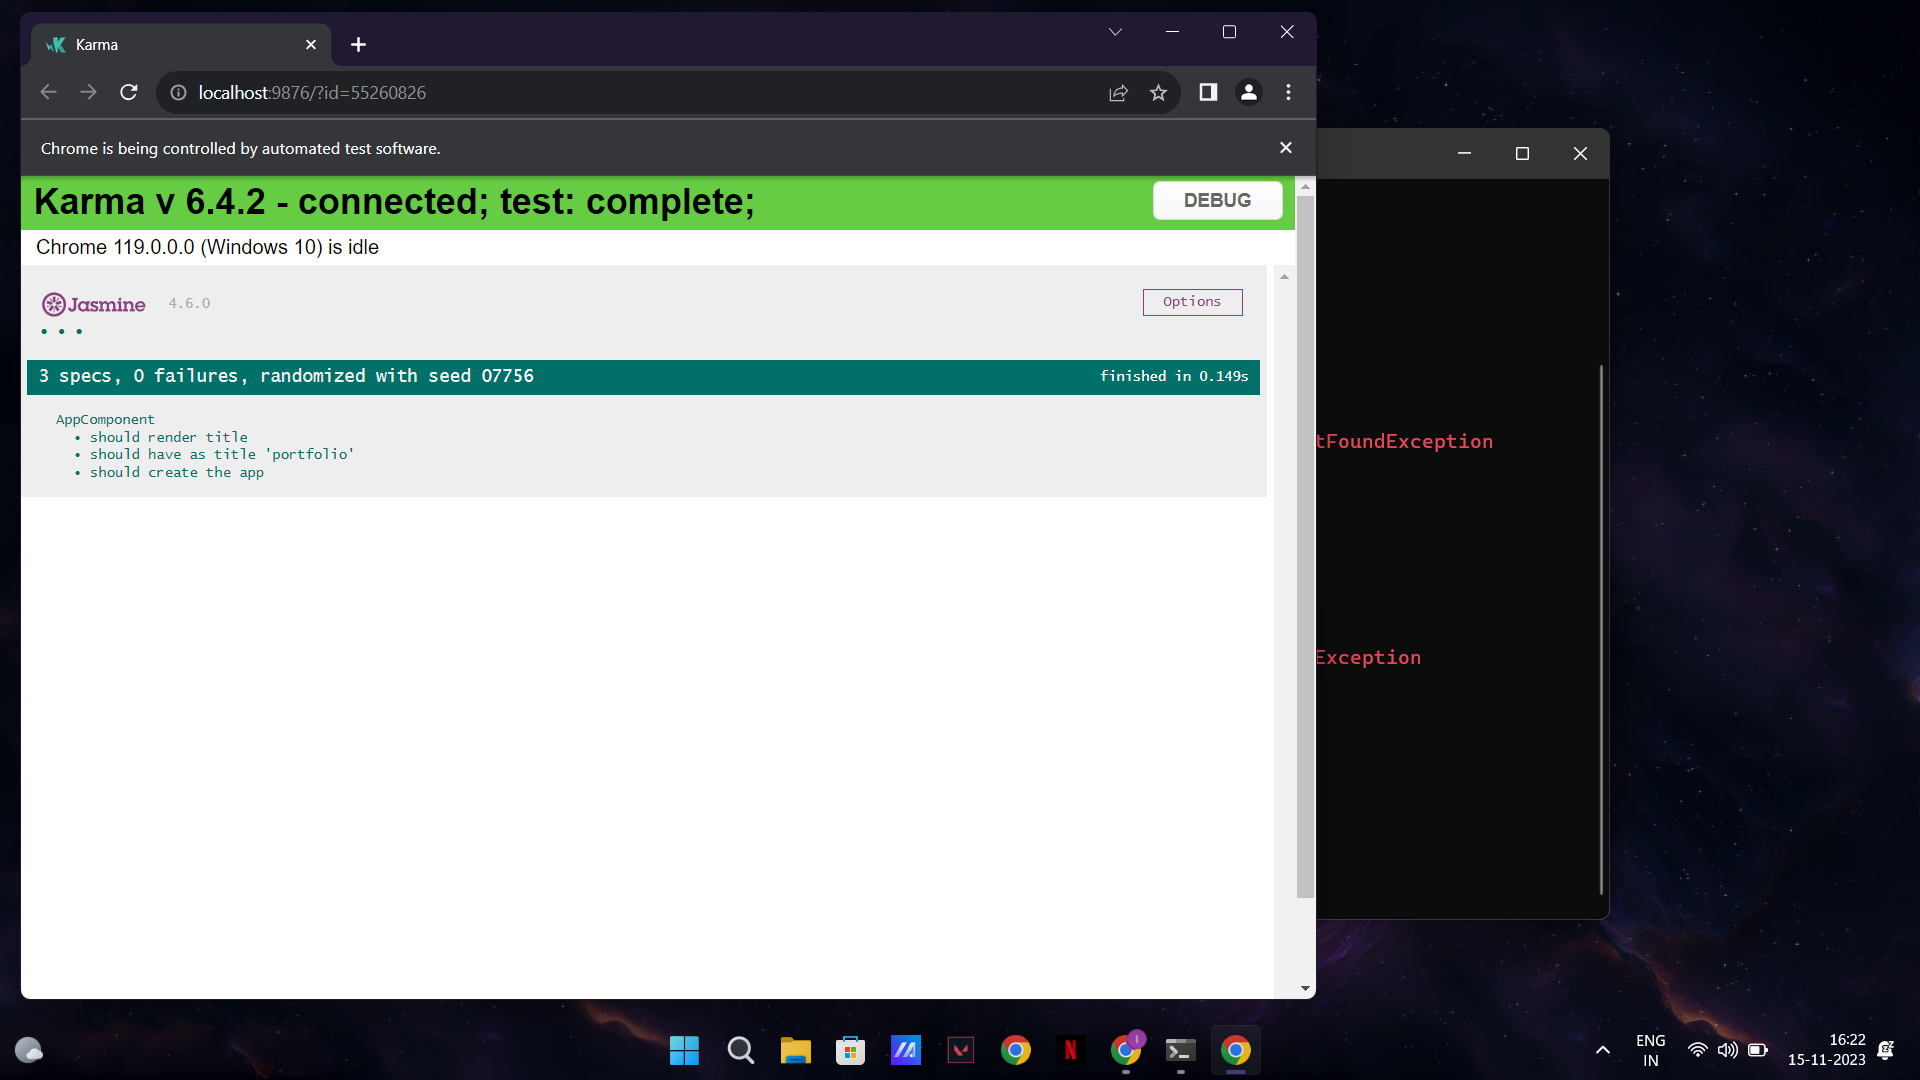 Karma
localhost:9876/?id=55260826
Chrome is being controlled by automated test software.
Karma v 6.4.2 - connected; test: complete;
DEBUG
Chrome 119.0.0.0 (Windows 10) is idle
Jasmine 4.6.0
Options
3 specs, 0 failures, randomized with seed 07756
finished in 0.149s
AppComponent
• should render title
• should have as title 'portfolio'
• should create the app
tFoundException
Exception
ENG
IN
16:22
15-11-2023